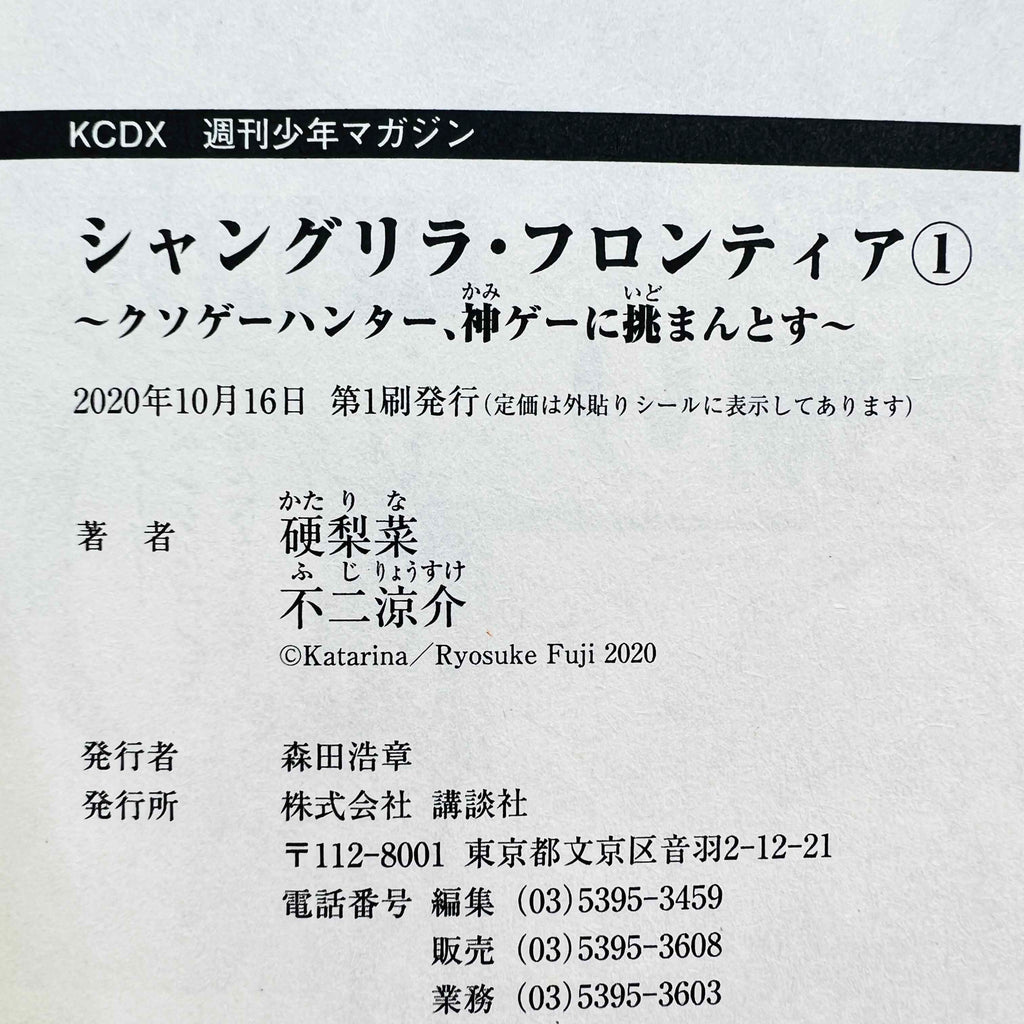 KCDX 週刊少年マガジン
シャングリラ・フロンティア①
～クソゲーハンター、神ゲーに挑まんとす～
かみ いど
2020年10月16日 第1刷発行(定価は外貼りシールに表示してあります)
かたりな
著 者 硬梨菜
ふじりょうすけ
不二涼介
©Katarina／Ryosuke Fuji 2020
発行者 森田浩章
発行所 株式会社 講談社
〒112-8001 東京都文京区音羽2-12-21
電話番号 編集 (03)5395-3459
販売 (03)5395-3608
業務 (03)5395-3603